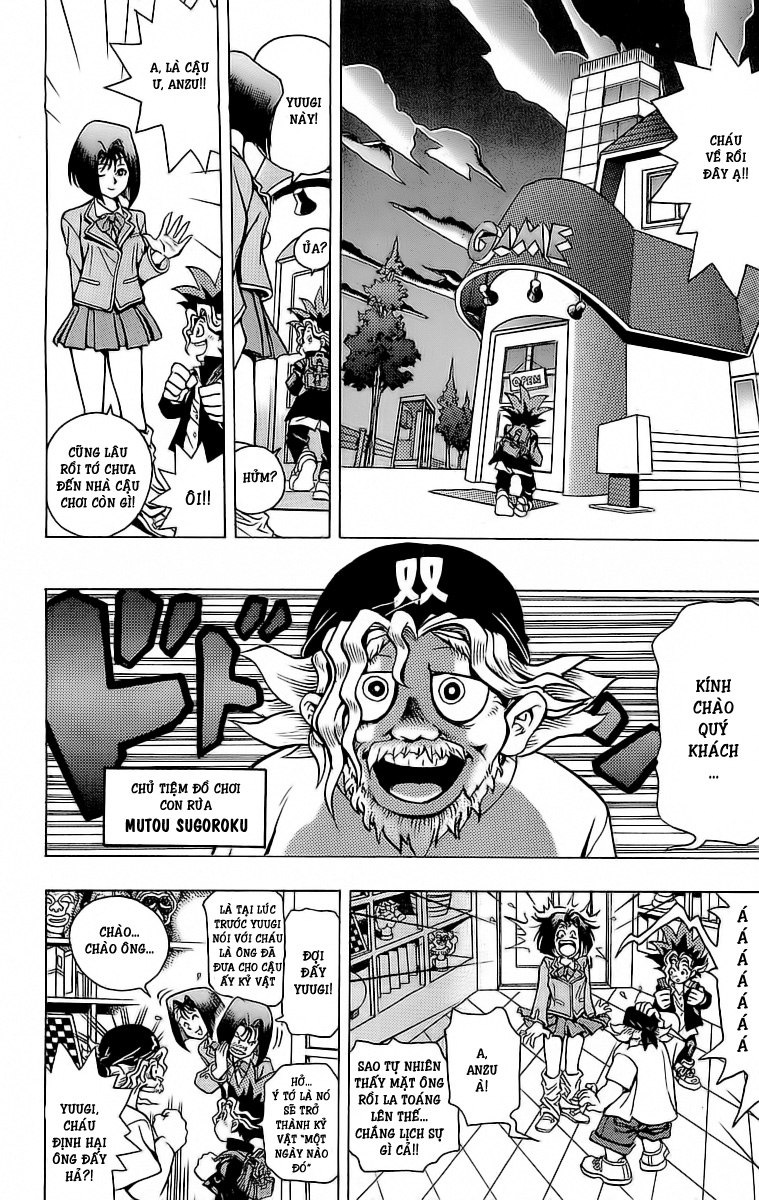 CHÁU
VỀ RỒI
ĐÂY Ạ!!
GAME
OPEN
YUUGI
NÀY!
ỦA?
HỬM?
A, LÀ CẬU
Ư, ANZU!!
CŨNG LÂU
RỒI TỚ CHƯA
ĐẾN NHÀ CẬU
CHƠI CÒN GÌ!
ÔI!!
KÍNH
CHÀO
QUÝ
KHÁCH
...
双
ドドド
CHỦ TIỆM ĐỒ CHƠI
CON RÙA
MUTOU SUGOROKU
Á
Á
Á
Á
Á
Á
Á
Á
A,
ANZU
À!
SAO TỰ NHIÊN
THẤY MẶT ÔNG
RỒI LA TOÁNG
LÊN THẾ...
CHẲNG LỊCH SỰ
GÌ CẢ!!
ĐỢI
ĐẤY
YUUGI!
LÀ TẠI LÚC
TRƯỚC YUUGI
NÓI VỚI CHÁU
LÀ ÔNG ĐÃ
ĐƯA CHO CẬU
ẤY KỶ VẬT
CHÀO...
CHÀO ÔNG...
HỞ...
Ý TỚ LÀ NÓ
SẼ TRỞ
THÀNH KỶ
VẬT "MỘT
NGÀY NÀO
ĐÓ"
YUUGI,
CHÁU
ĐỊNH HẠI
ÔNG ĐẤY
HẢ?!